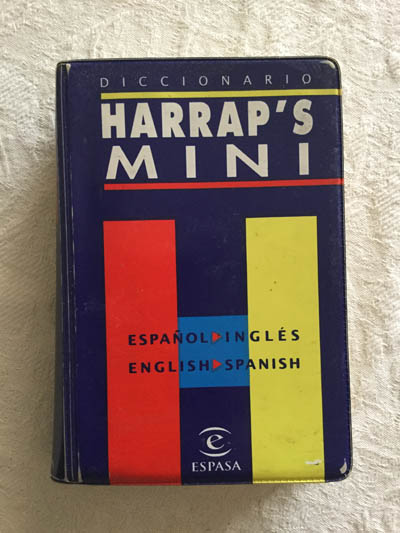 DICCIONARIO
HARRAP'S
MINI
ESPAÑOL▶INGLÉS
ENGLISH▶SPANISH
e
ESPASA